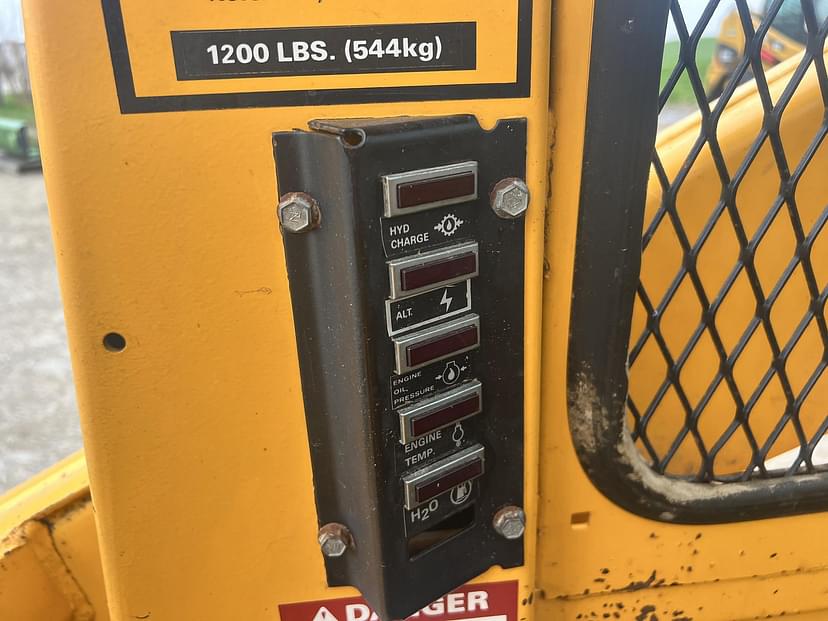 1200 LBS. (544kg)
HYD
CHARGE
ALT.
ENGINE
OIL.
PRESSURE
ENGINE
TEMP.
H2O
DANGER